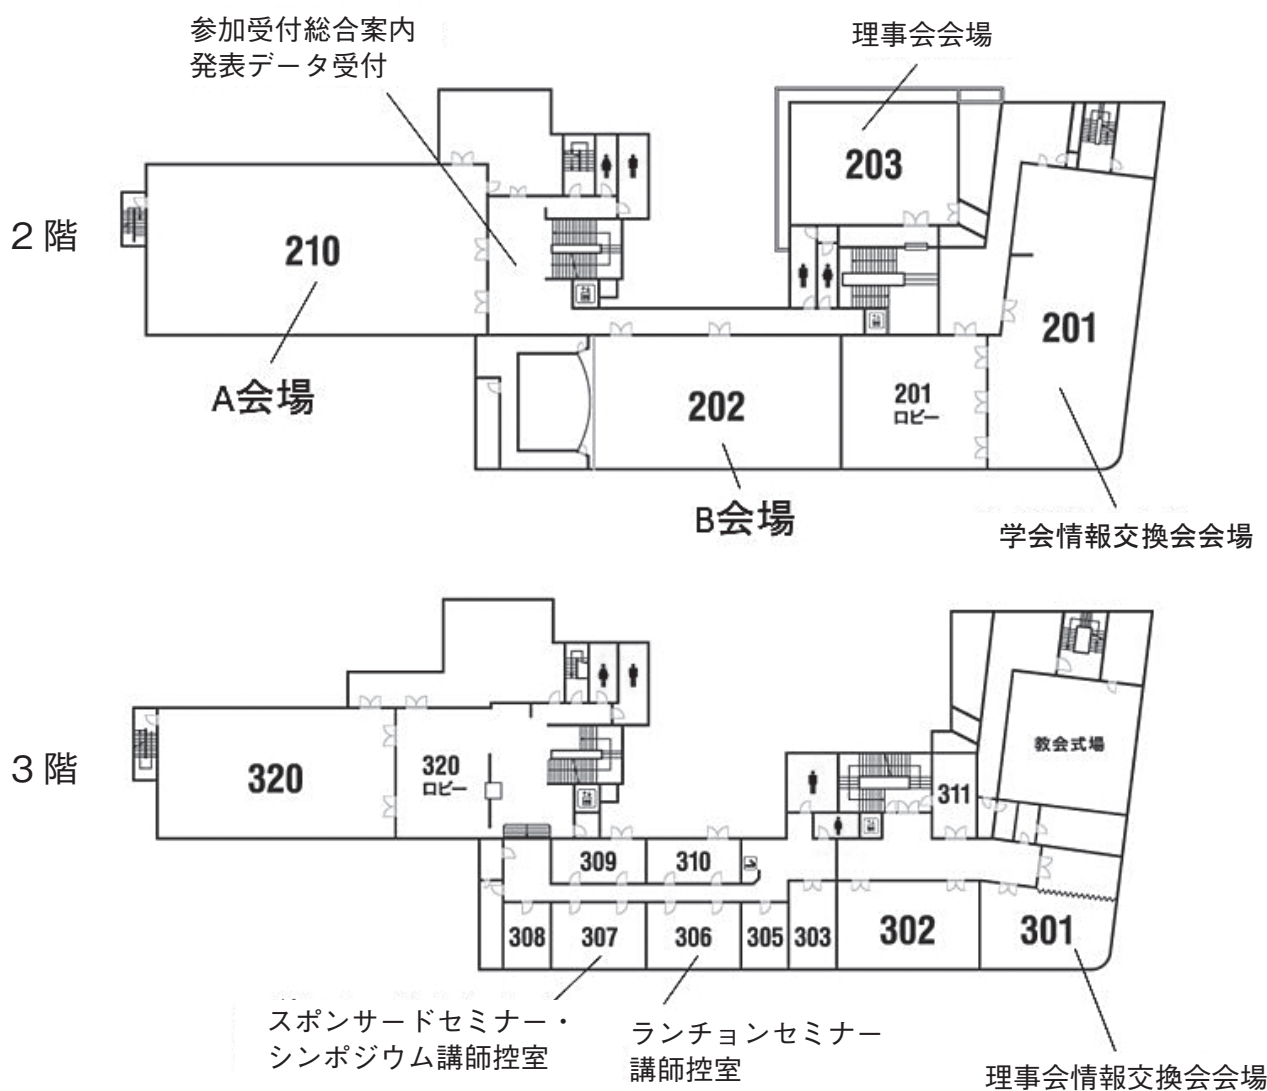 参加受付総合案内
発表データ受付
理事会会場
2階
203
210
201
A会場
202
201
ロビー
B会場
学会情報交換会会場
3階
教会式場
320
320
ロビー
311
309
310
308
307
306
305
303
302
301
スポンサードセミナー・
シンポジウム講師控室
ランチョンセミナー
講師控室
理事会情報交換会会場